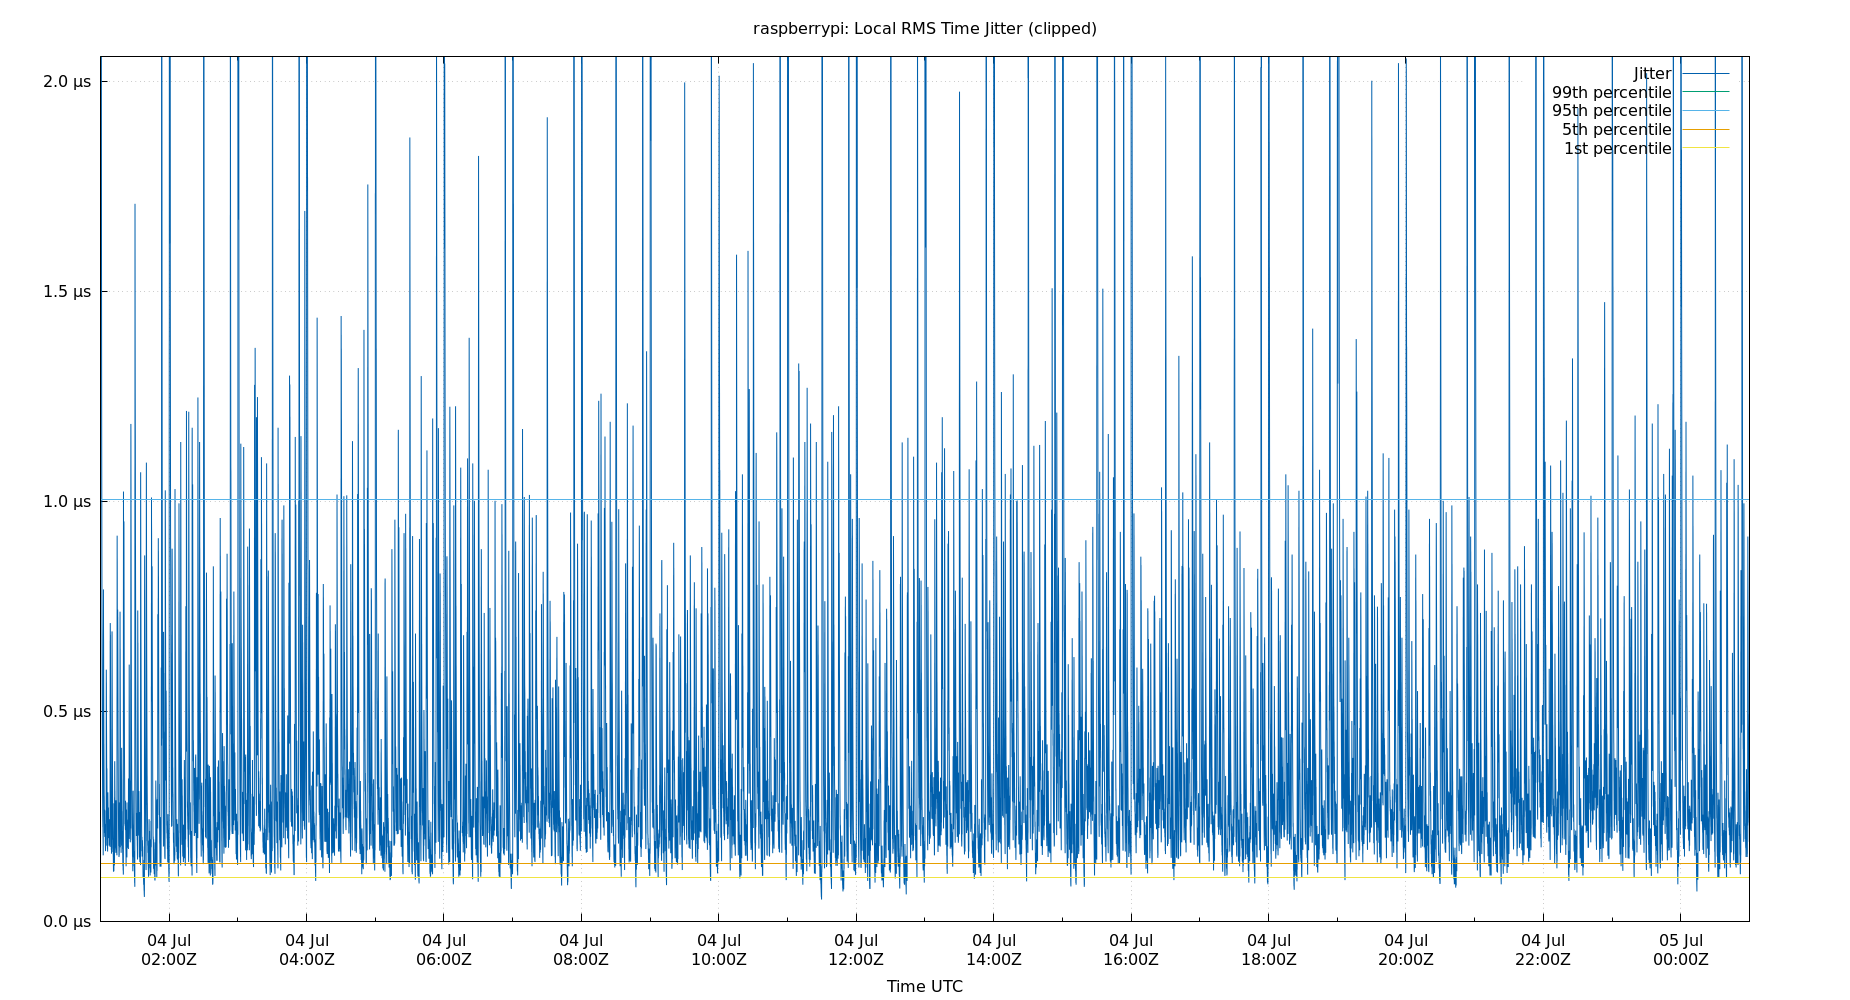 raspberrypi: Local RMS Time Jitter (clipped)
2.0 µs
1.5 µs
1.0 µs
0.5 µs
0.0 µs
Jitter
99th percentile
95th percentile
5th percentile
1st percentile
04 Jul 04 Jul 04 Jul 04 Jul 04 Jul 04 Jul 04 Jul 04 Jul 04 Jul 04 Jul 04 Jul 05 Jul
02:00Z 04:00Z 06:00Z 08:00Z 10:00Z 12:00Z 14:00Z 16:00Z 18:00Z 20:00Z 22:00Z 00:00Z
Time UTC